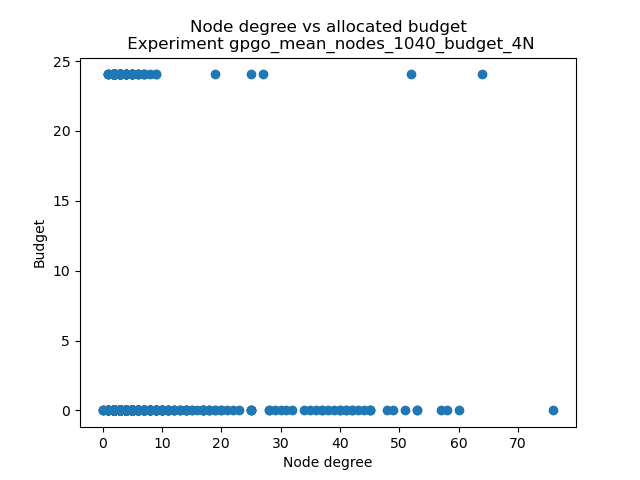 Node degree vs allocated budget
Experiment gpgo_mean_nodes_1040_budget_4N
25
20
15
10
5
0
Budget
0 10 20 30 40 50 60 70
Node degree